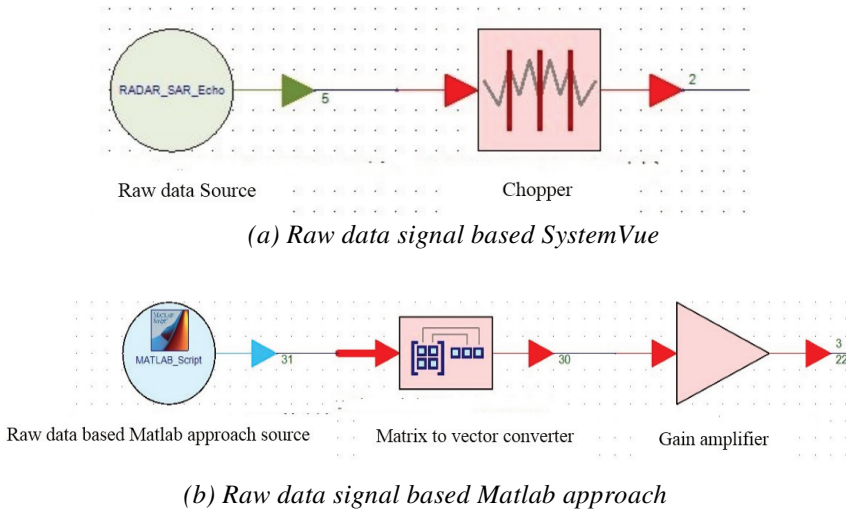 RADAR_SAR_Echo
5
2
Raw data Source
Chopper
(a) Raw data signal based SystemVue
MATLAB_Script
31
30
3
22
Raw data based Matlab approach source
Matrix to vector converter
Gain amplifier
(b) Raw data signal based Matlab approach